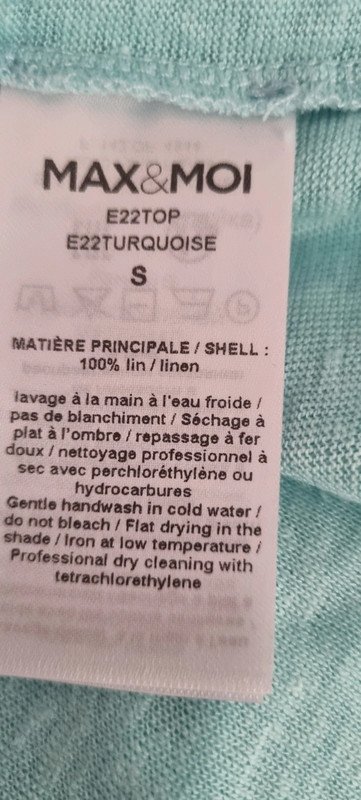 MAX&MOI
E22TOP
E22TURQUOISE
S
MATIÈRE PRINCIPALE / SHELL :
100% lin / linen
lavage à la main à l'eau froide /
pas de blanchiment / Séchage à
plat à l'ombre / repassage à fer
doux / nettoyage professionnel à
sec avec perchloréthylène ou
hydrocarbures
Gentle handwash in cold water /
do not bleach / Flat drying in the
shade / Iron at low temperature /
Professional dry cleaning with
tetrachlorethylene